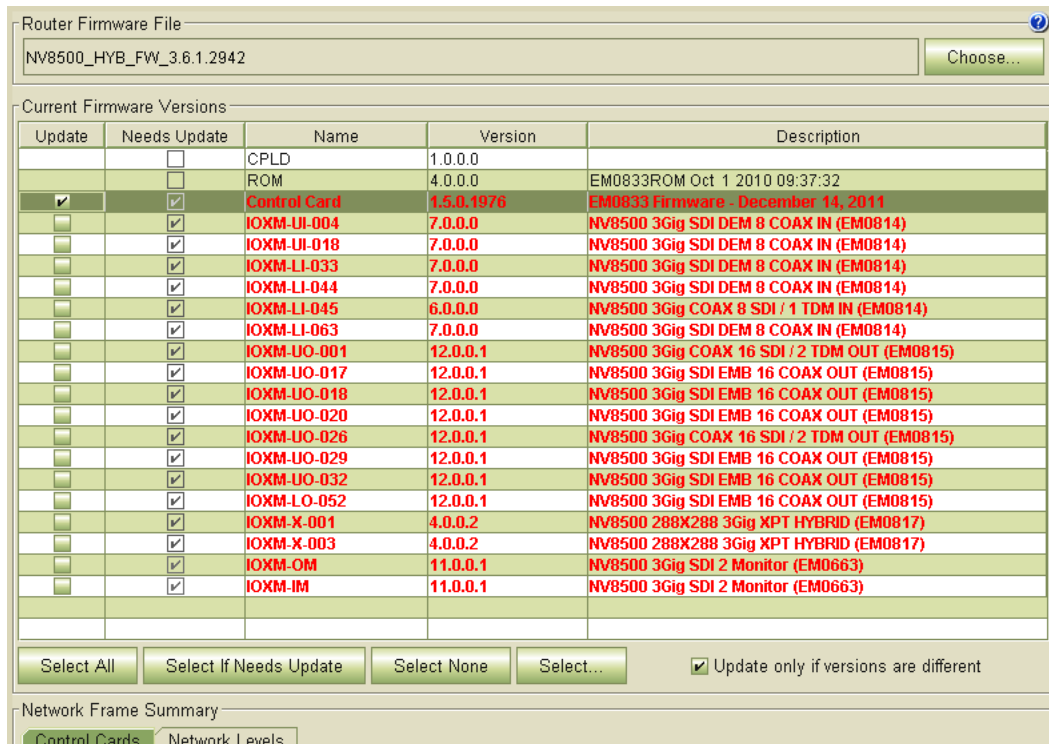 Router Firmware File
?
NV8500_HYB_FW_3.6.1.2942 Choose...
Current Firmware Versions
Update Needs Update Name Version Description
CPLD 1.0.0.0
ROM 4.0.0.0 EM0833ROM Oct 1 2010 09:37:32
Control Card 1.5.0.1976 EM0833 Firmware - December 14, 2011
IOXM-UI-004 7.0.0.0 NV8500 3Gig SDI DEM 8 COAX IN (EM0814)
IOXM-UI-018 7.0.0.0 NV8500 3Gig SDI DEM 8 COAX IN (EM0814)
IOXM-LI-033 7.0.0.0 NV8500 3Gig SDI DEM 8 COAX IN (EM0814)
IOXM-LI-044 7.0.0.0 NV8500 3Gig SDI DEM 8 COAX IN (EM0814)
IOXM-LI-045 6.0.0.0 NV8500 3Gig COAX 8 SDI / 1 TDM IN (EM0814)
IOXM-LI-063 7.0.0.0 NV8500 3Gig SDI DEM 8 COAX IN (EM0814)
IOXM-UO-001 12.0.0.1 NV8500 3Gig COAX 16 SDI / 2 TDM OUT (EM0815)
IOXM-UO-017 12.0.0.1 NV8500 3Gig SDI EMB 16 COAX OUT (EM0815)
IOXM-UO-018 12.0.0.1 NV8500 3Gig SDI EMB 16 COAX OUT (EM0815)
IOXM-UO-020 12.0.0.1 NV8500 3Gig SDI EMB 16 COAX OUT (EM0815)
IOXM-UO-026 12.0.0.1 NV8500 3Gig COAX 16 SDI / 2 TDM OUT (EM0815)
IOXM-UO-029 12.0.0.1 NV8500 3Gig SDI EMB 16 COAX OUT (EM0815)
IOXM-UO-032 12.0.0.1 NV8500 3Gig SDI EMB 16 COAX OUT (EM0815)
IOXM-LO-052 12.0.0.1 NV8500 3Gig SDI EMB 16 COAX OUT (EM0815)
IOXM-X-001 4.0.0.2 NV8500 288X288 3Gig XPT HYBRID (EM0817)
IOXM-X-003 4.0.0.2 NV8500 288X288 3Gig XPT HYBRID (EM0817)
IOXM-OM 11.0.0.1 NV8500 3Gig SDI 2 Monitor (EM0663)
IOXM-IM 11.0.0.1 NV8500 3Gig SDI 2 Monitor (EM0663)
Select All Select If Needs Update Select None Select... Update only if versions are different
Network Frame Summary
Control Cards Network Levels